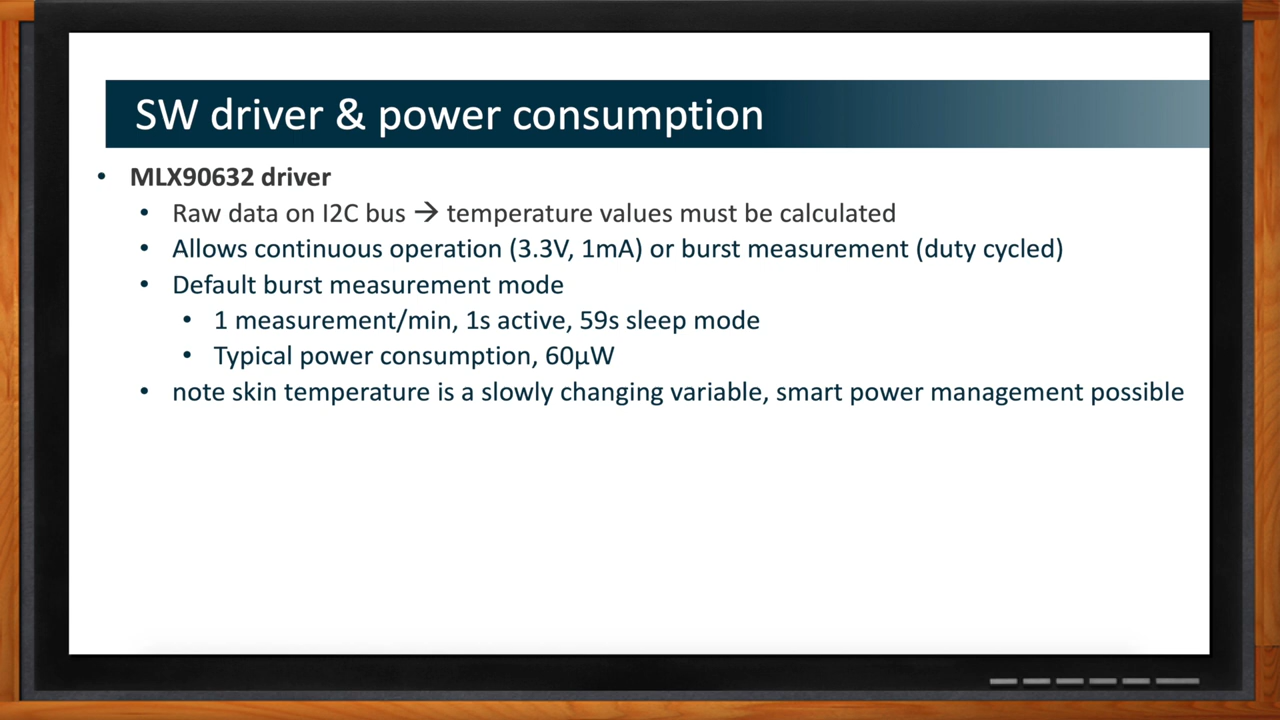 SW driver & power consumption
• MLX90632 driver
• Raw data on I2C bus → temperature values must be calculated
• Allows continuous operation (3.3V, 1mA) or burst measurement (duty cycled)
• Default burst measurement mode
• 1 measurement/min, 1s active, 59s sleep mode
• Typical power consumption, 60µW
• note skin temperature is a slowly changing variable, smart power management possible